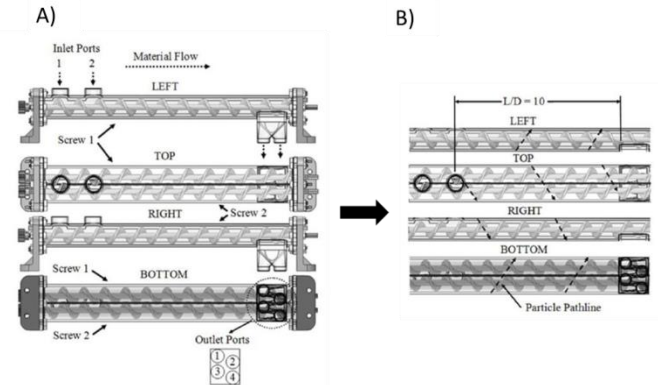 A)
Inlet Ports
1 2
Material Flow
LEFT
Screw 1
TOP
Screw 2
RIGHT
Screw 1
BOTTOM
Screw 2
Outlet Ports
1 2
3 4
B)
L/D = 10
LEFT
TOP
RIGHT
BOTTOM
Particle Pathline